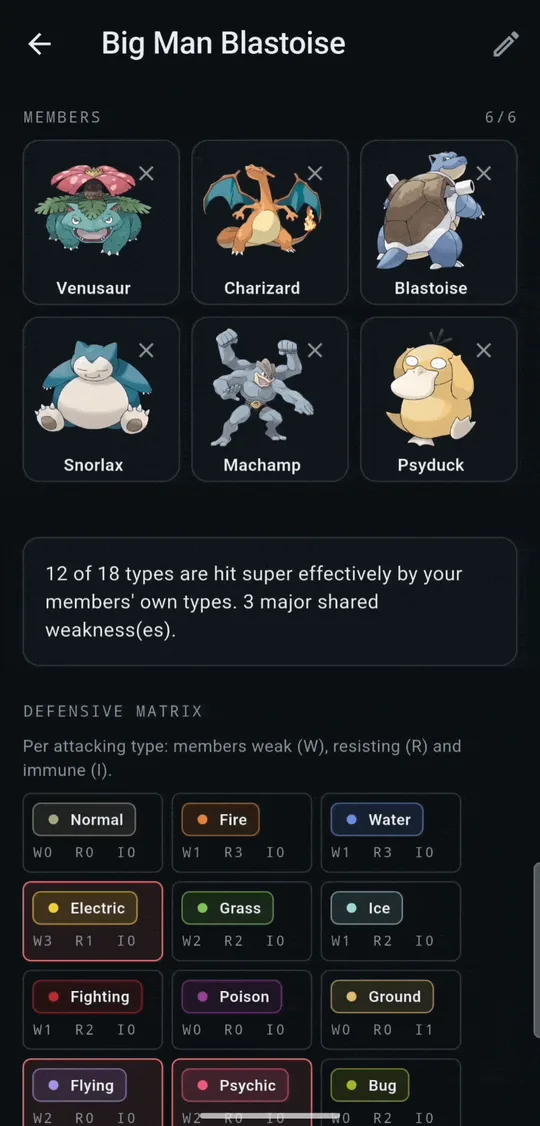 Big Man Blastoise
MEMBERS 6/6
Venusaur Charizard Blastoise
Snorlax Machamp Psyduck
12 of 18 types are hit super effectively by your
members' own types. 3 major shared
weakness(es).
DEFENSIVE MATRIX
Per attacking type: members weak (W), resisting (R) and
immune (I).
Normal Fire Water
W0 R0 I0 W1 R3 I0 W1 R3 I0
Electric Grass Ice
W3 R1 I0 W2 R2 I0 W1 R2 I0
Fighting Poison Ground
W1 R2 I0 W0 R0 I0 W0 R0 I1
Flying Psychic Bug
W2 R0 I0 W2 R0 I0 W0 R2 I0